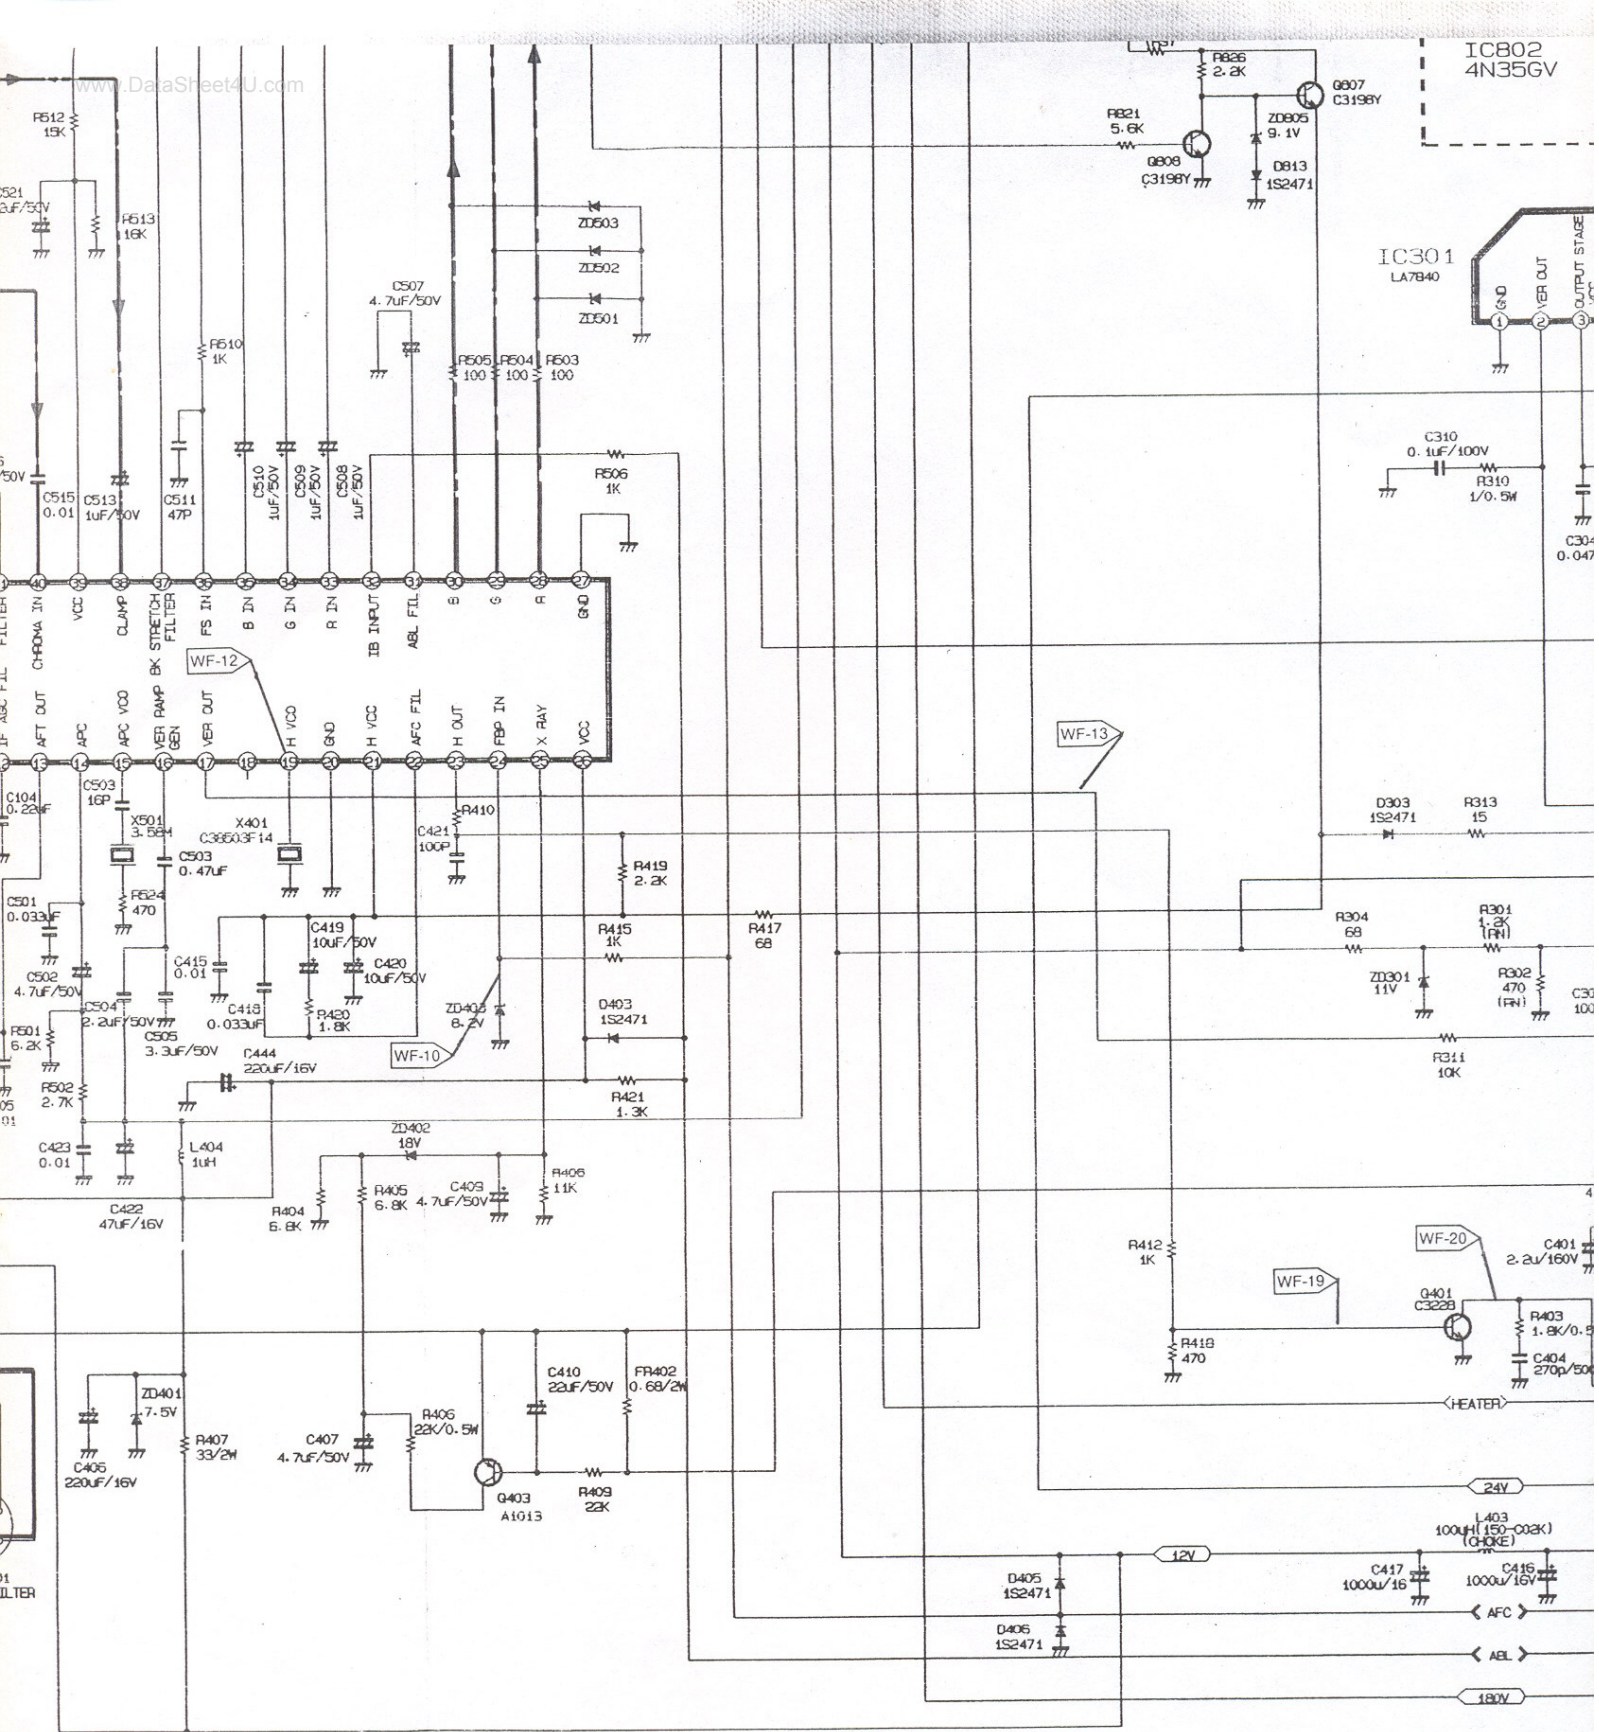 www.DataSheet4U.com
IC802
4N35GV
R826
2.2K
Q807
C3198Y
R821
5.6K
ZD805
9.1V
Q808
C3198Y
D813
1S2471
R512
15K
R513
16K
ZD503
ZD502
ZD501
C507
4.7uF/50V
IC301
LA7840
GND
VER OUT
OUTPUT STAGE
1
2
3
R510
1K
R505
100
R504
100
R503
100
C310
0.1uF/100V
R310
1/0.5W
R506
1K
C515
0.01
C513
1uF/50V
C511
47P
C510
1uF/50V
C509
1uF/50V
C508
1uF/50V
40
39
38
37
36
35
34
33
32
31
30
29
28
27
CHROMA IN
VCC
CLAMP
BK STRETCH
FILTER
FS IN
B IN
G IN
R IN
IB INPUT
ABL FIL
B
G
R
GND
WF-12
AFT OUT
APC
APC VCO
VER RAMP
GEN
VER OUT
H VCO
GND
H VCC
AFC FIL
H OUT
FBP IN
X RAY
VCC
13
14
15
16
17
18
19
20
21
22
23
24
25
26
WF-13
C104
0.22uF
C503
16P
X501
3.58M
C503
0.47uF
X401
C38503F14
R410
C421
100P
R419
2.2K
D303
1S2471
R313
15
C501
0.033uF
R524
470
C419
10uF/50V
R415
1K
R417
68
R304
68
R301
1.2K
(RN)
C502
4.7uF/50V
C415
0.01
C420
10uF/50V
ZD301
11V
R302
470
(RN)
C504
2.2uF/50V
C418
0.033uF
R420
1.8K
ZD403
8.2V
D403
1S2471
R501
6.2K
C505
3.3uF/50V
WF-10
C444
220uF/16V
R311
10K
R502
2.7K
R421
1.3K
C423
0.01
L404
1uH
ZD402
18V
C422
47uF/16V
R404
6.8K
R405
6.8K
C409
4.7uF/50V
R406
11K
R412
1K
WF-20
C401
2.2u/160V
WF-19
Q401
C3228
R403
R418
470
C404
ZD401
7.5V
C410
22uF/50V
FR402
0.68/2W
<HEATER>
R407
33/2W
C407
4.7uF/50V
R406
22K/0.5W
C406
220uF/16V
Q403
A1013
R409
22K
24V
L403
100uH(150-C02K)
(CHOKE)
12V
D405
1S2471
C417
1000u/16
C416
1000u/16V
< AFC >
D406
1S2471
< ABL >
180V